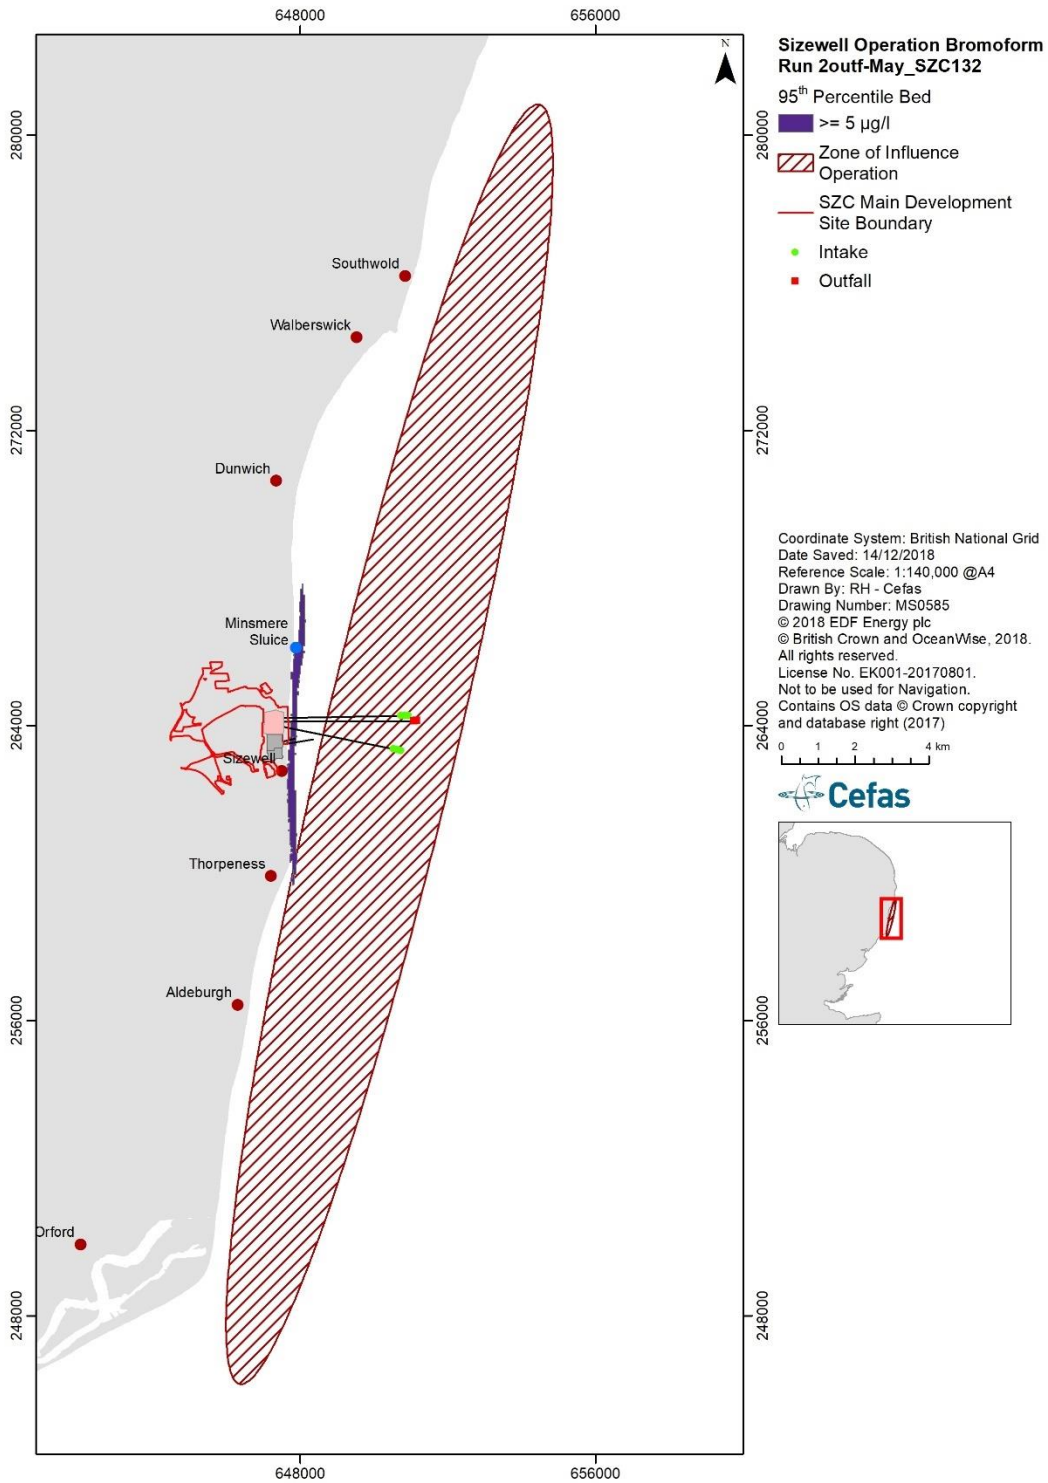 648000
656000
N
Sizewell Operation Bromoform
Run 2outf-May_SZC132
95th Percentile Bed
>= 5 µg/l
Zone of Influence
Operation
SZC Main Development
Site Boundary
Intake
Outfall
280000
280000
Southwold
Walberswick
272000
272000
Dunwich
Minsmere
Sluice
264000
264000
Sizewell
Thorpeness
Aldeburgh
256000
256000
Orford
248000
248000
648000
656000
Coordinate System: British National Grid
Date Saved: 14/12/2018
Reference Scale: 1:140,000 @A4
Drawn By: RH - Cefas
Drawing Number: MS0585
© 2018 EDF Energy plc
© British Crown and OceanWise, 2018.
All rights reserved.
License No. EK001-20170801.
Not to be used for Navigation.
Contains OS data © Crown copyright
and database right (2017)
0 1 2 4 km
Cefas